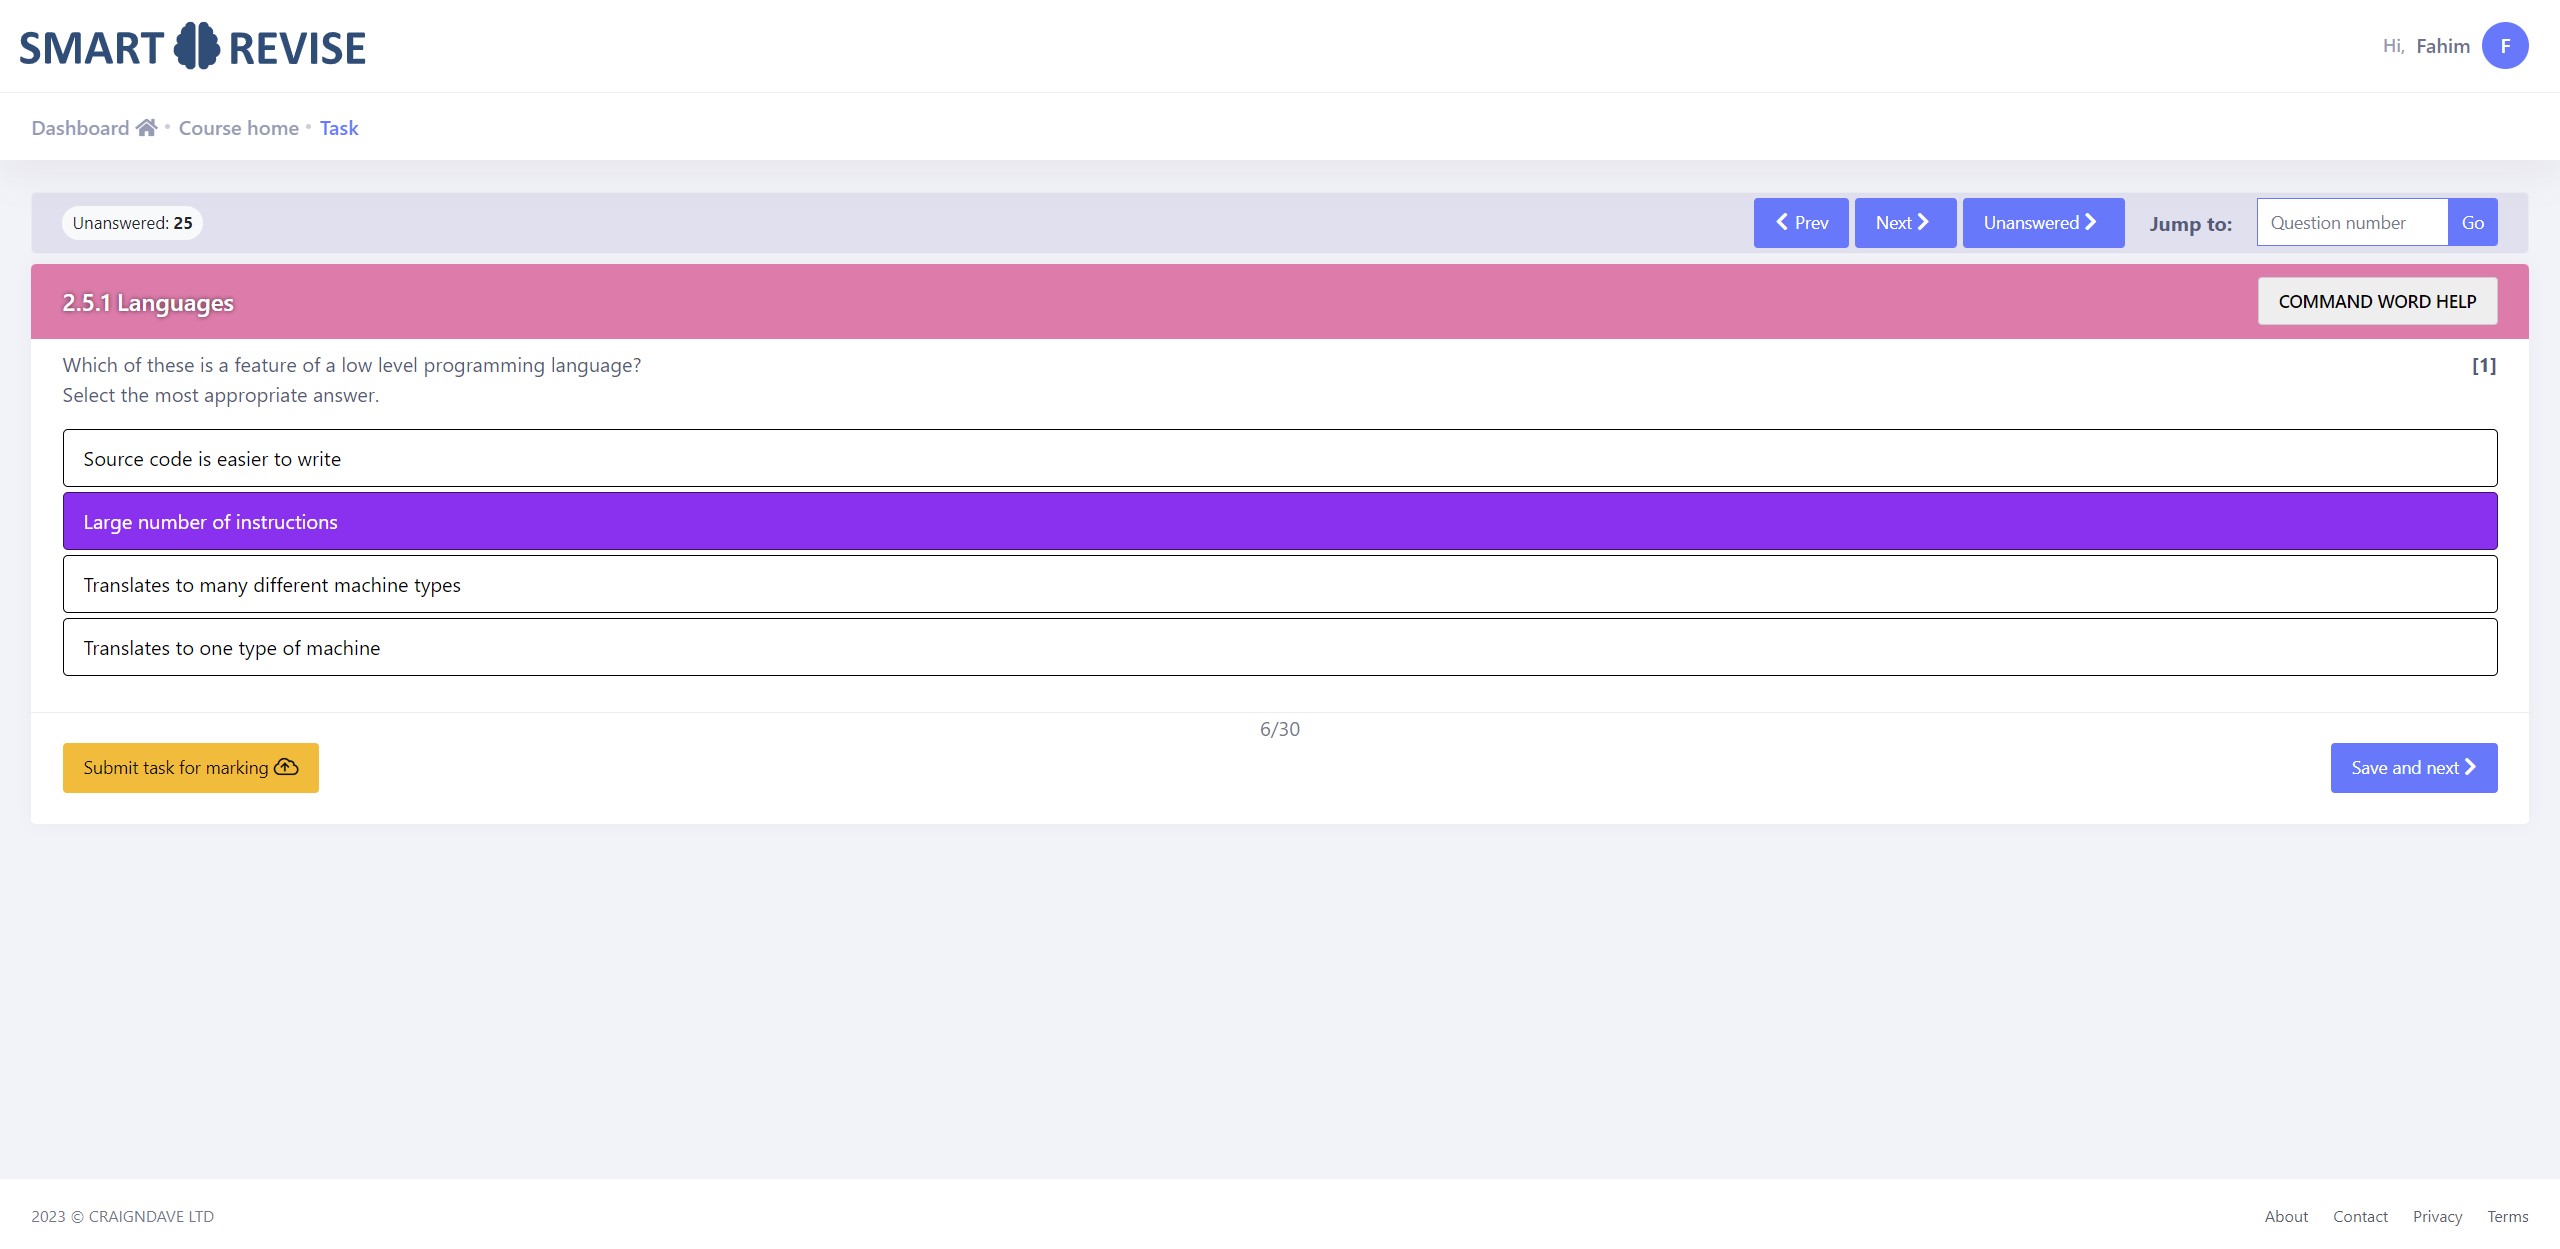 SMART REVISE
Hi, Fahim F
Dashboard • Course home • Task
Unanswered: 25
Prev Next Unanswered Jump to: Question number Go
2.5.1 Languages
COMMAND WORD HELP
Which of these is a feature of a low level programming language? [1]
Select the most appropriate answer.
Source code is easier to write
Large number of instructions
Translates to many different machine types
Translates to one type of machine
6/30
Submit task for marking
Save and next
2023 © CRAIGNDAVE LTD
About Contact Privacy Terms